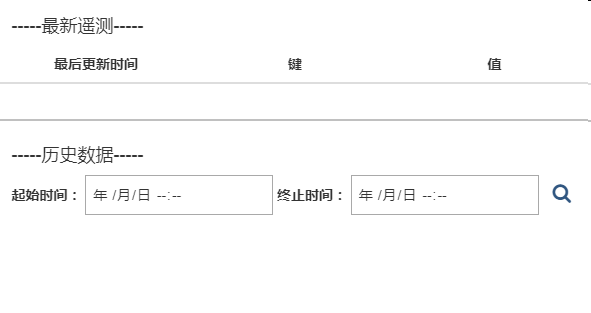 -----最新遥测-----
最后更新时间 键 值
-----历史数据-----
起始时间： 年 /月/日 --:-- 终止时间： 年 /月/日 --:--